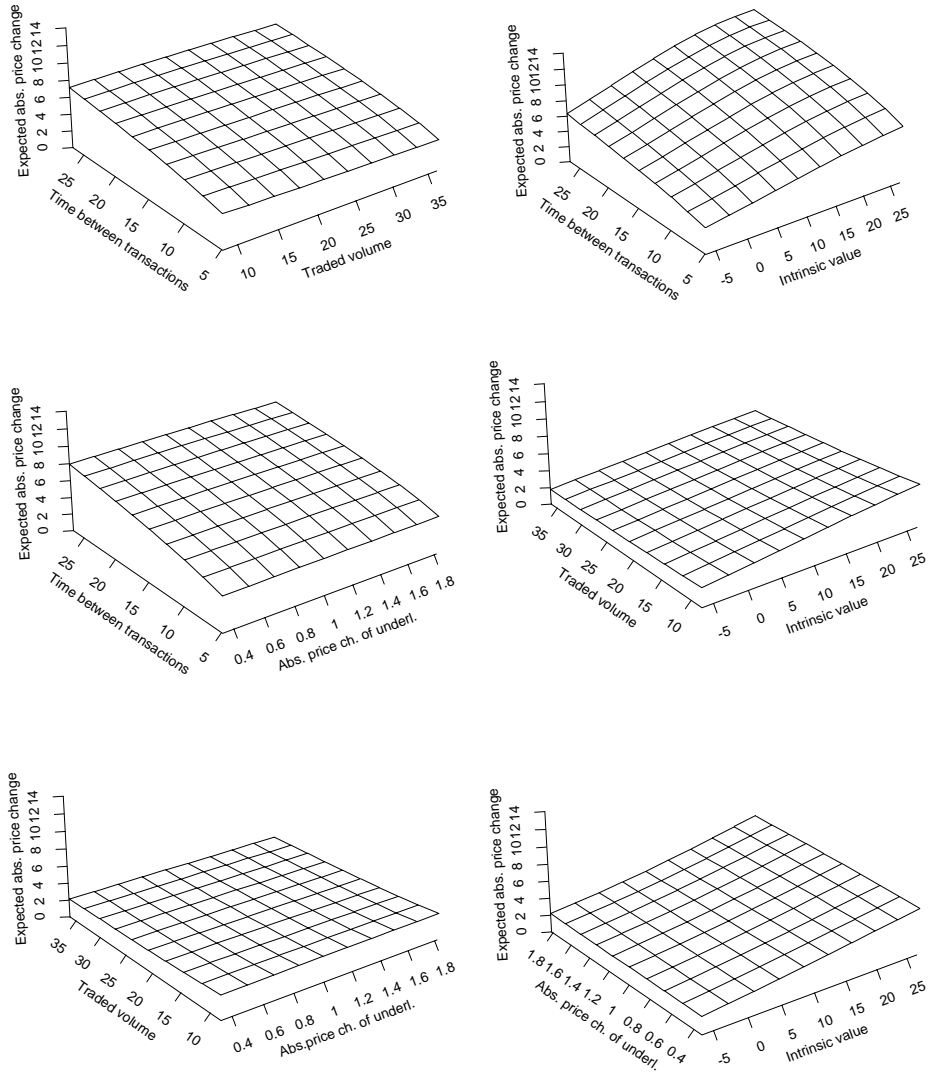 Expected abs. price change
0 2 4 6 8 10 12 14
25 20 15 10 5
Time between transactions
10 15 20 25 30 35
Traded volume
Expected abs. price change
0 2 4 6 8 10 12 14
25 20 15 10 5
Time between transactions
-5 0 5 10 15 20 25
Intrinsic value
Expected abs. price change
0 2 4 6 8 10 12 14
25 20 15 10 5
Time between transactions
0.4 0.6 0.8 1 1.2 1.4 1.6 1.8
Abs. price ch. of underl.
Expected abs. price change
0 2 4 6 8 10 12 14
35 30 25 20 15 10
Traded volume
-5 0 5 10 15 20 25
Intrinsic value
Expected abs. price change
0 2 4 6 8 10 12 14
35 30 25 20 15 10
Traded volume
0.4 0.6 0.8 1 1.2 1.4 1.6 1.8
Abs.price ch. of underl.
Expected abs. price change
0 2 4 6 8 10 12 14
1.8 1.6 1.4 1.2 1 0.8 0.6 0.4
Abs. price ch. of underl.
-5 0 5 10 15 20 25
Intrinsic value